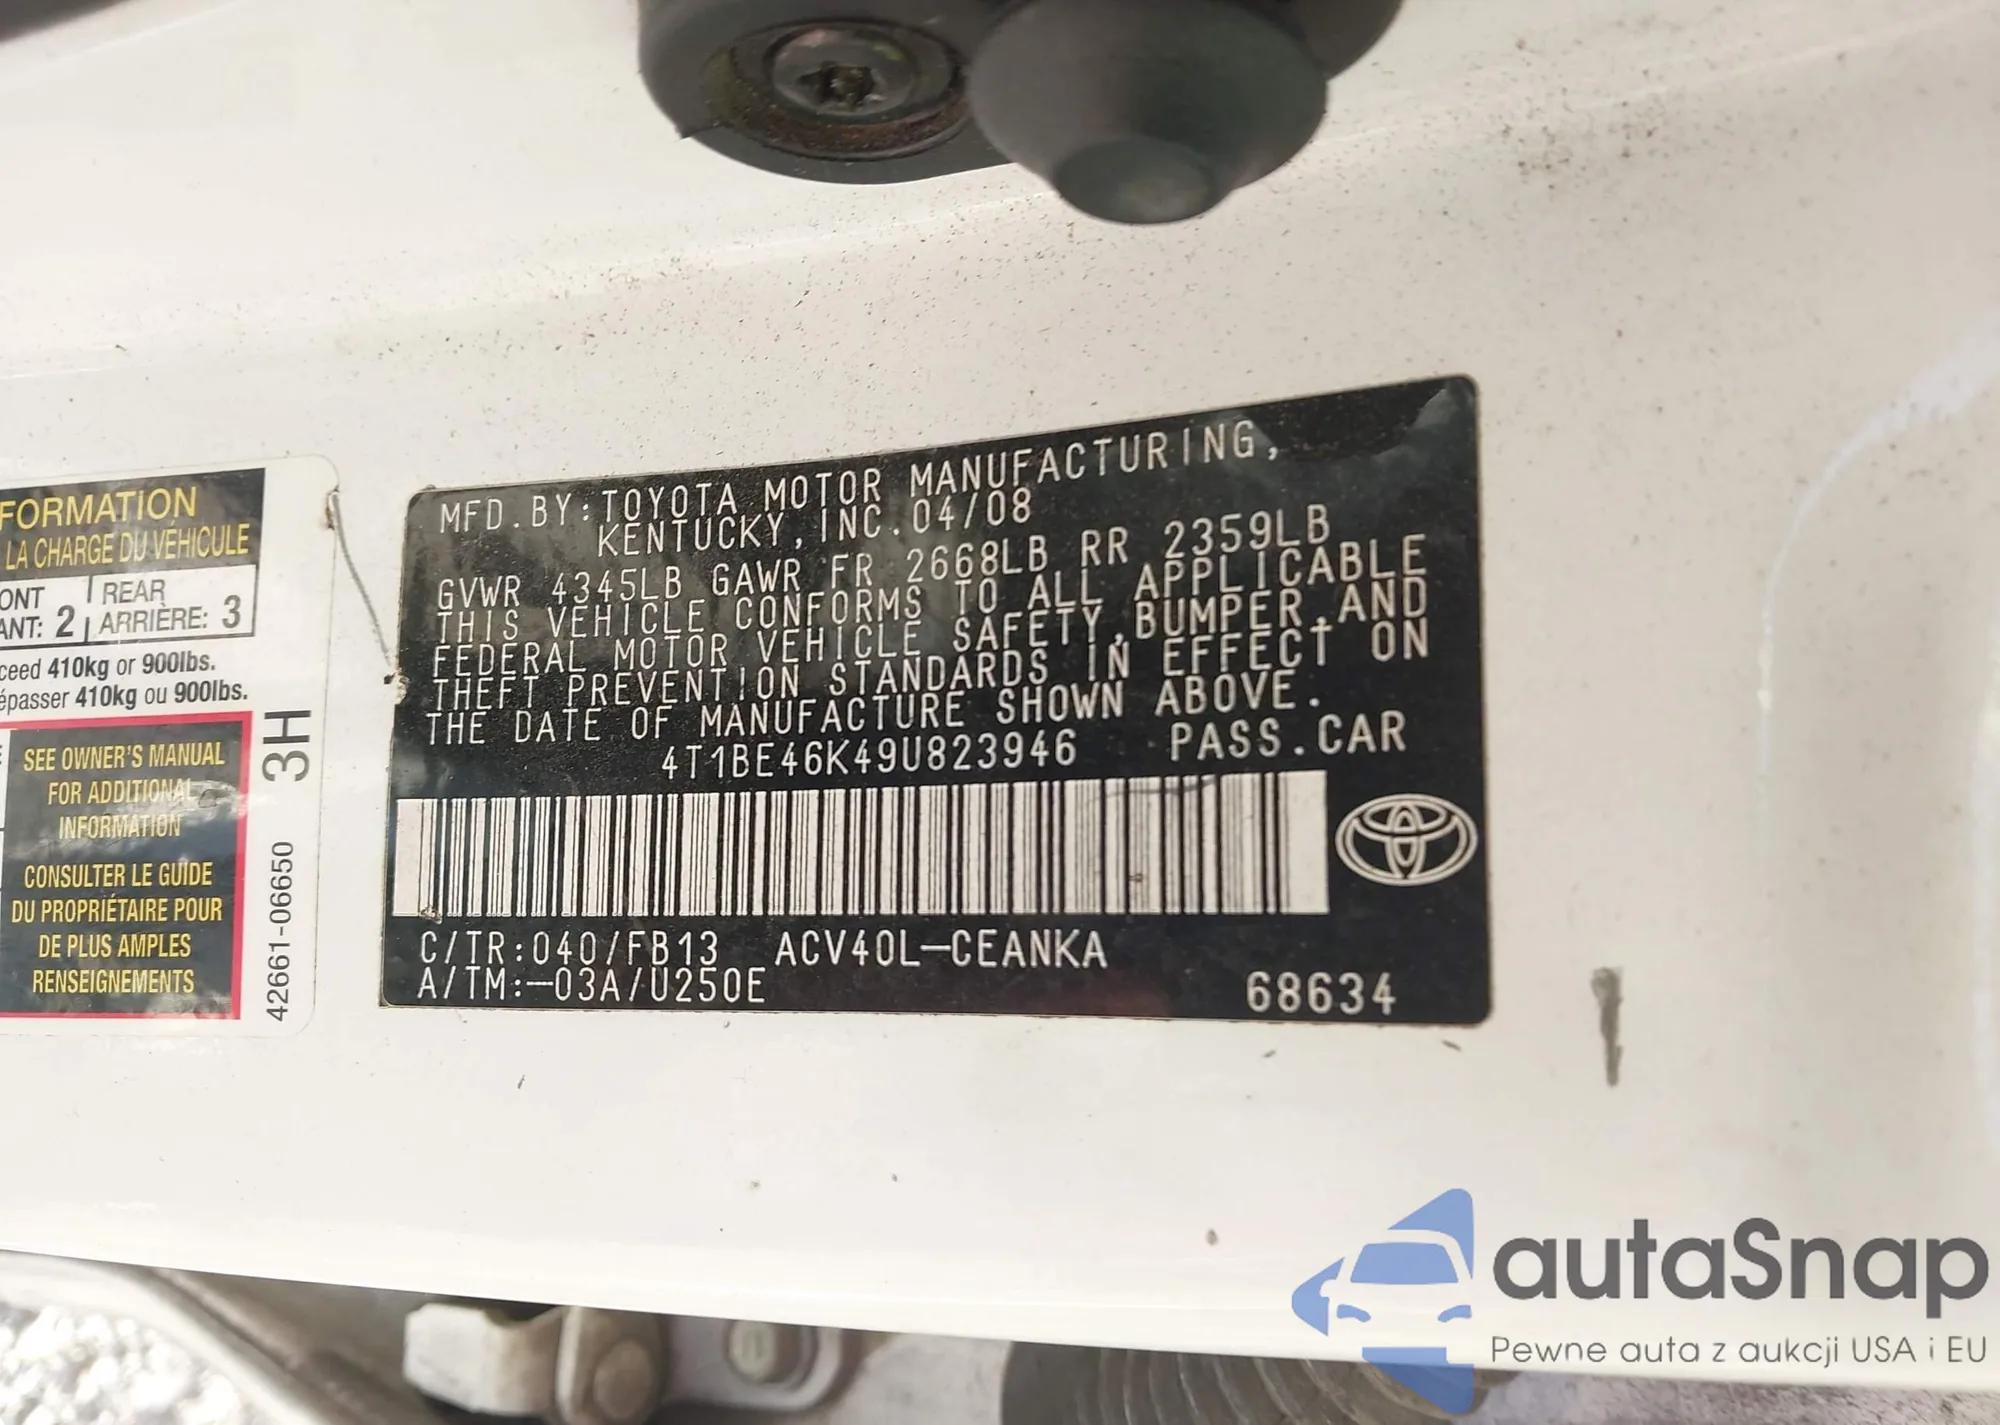 FORMATION
LA CHARGE DU VÉHICULE
ONT 2 REAR
ANT: ARRIÈRE: 3
ceed 410kg or 900lbs.
épasser 410kg ou 900lbs.
SEE OWNER'S MANUAL
FOR ADDITIONAL
INFORMATION
CONSULTER LE GUIDE
DU PROPRIÉTAIRE POUR
DE PLUS AMPLES
RENSEIGNEMENTS
3H
42661-06650
MFD.BY:TOYOTA MOTOR MANUFACTURING,
KENTUCKY,INC.04/08
GVWR 4345LB GAWR FR 2668LB RR 2359LB
THIS VEHICLE CONFORMS TO ALL APPLICABLE
FEDERAL MOTOR VEHICLE SAFETY,BUMPER,AND
THEFT PREVENTION STANDARDS IN EFFECT ON
THE DATE OF MANUFACTURE SHOWN ABOVE.
4T1BE46K49U823946 PASS.CAR
C/TR:040/FB13 ACV40L-CEANKA
A/TM:-03A/U250E 68634
autaSnap
Pewne auta z aukcji USA i EU